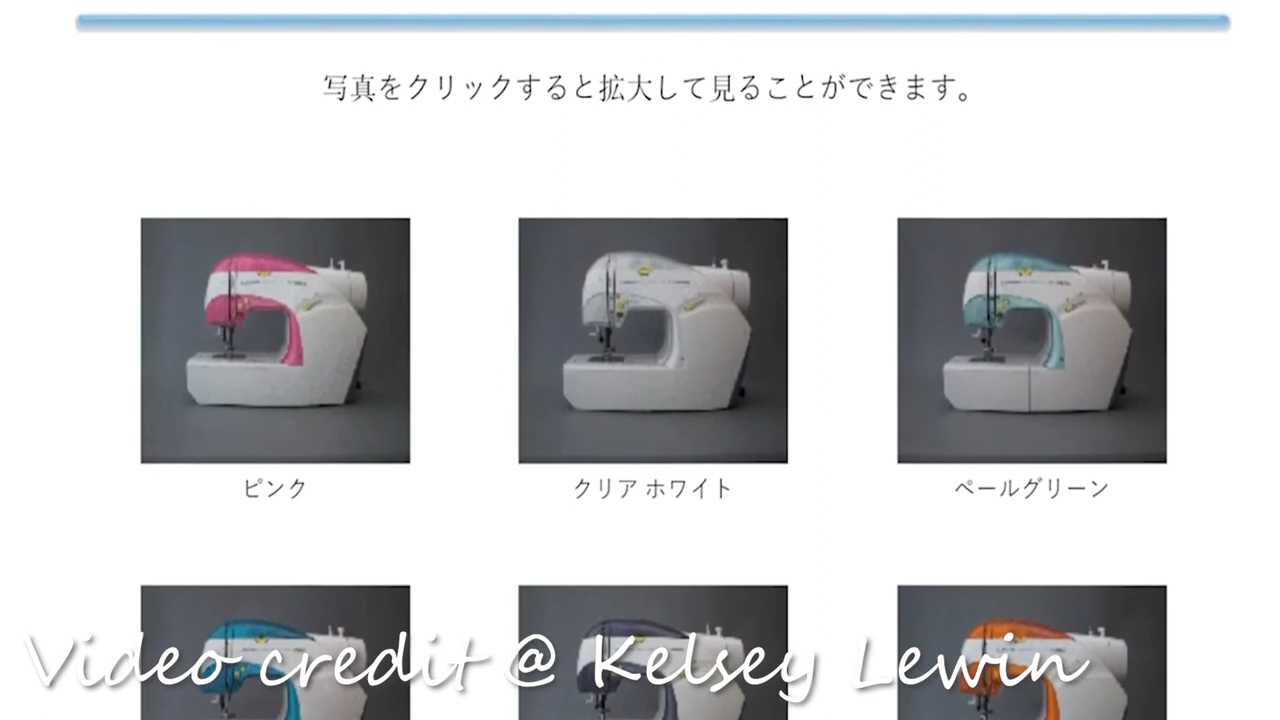 写真をクリックすると拡大して見ることができます。
ピンク
クリア ホワイト
ペールグリーン
Video credit @ Kelsey Lewin